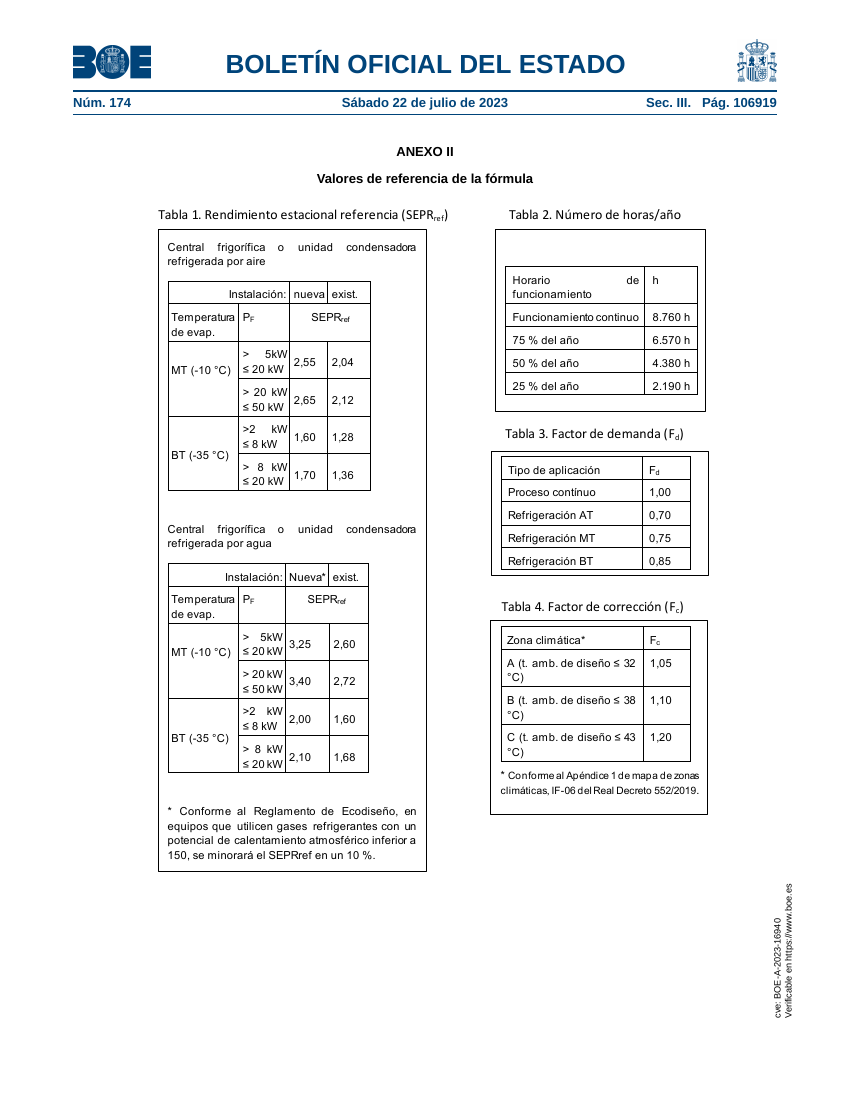 BOE
BOLETÍN OFICIAL DEL ESTADO
Núm. 174 Sábado 22 de julio de 2023 Sec. III. Pág. 106919
ANEXO II
Valores de referencia de la fórmula
Tabla 1. Rendimiento estacional referencia (SEPRref)
Central frigorífica o unidad condensadora
refrigerada por aire
Instalación: nueva exist.
Temperatura PF SEPRref
de evap.
MT (-10 °C) > 5kW 2,55 2,04
≤ 20 kW
> 20 kW 2,65 2,12
≤ 50 kW
BT (-35 °C) >2 kW 1,60 1,28
≤ 8 kW
> 8 kW 1,70 1,36
≤ 20 kW
Central frigorífica o unidad condensadora
refrigerada por agua
Instalación: Nueva* exist.
Temperatura PF SEPRref
de evap.
MT (-10 °C) > 5kW 3,25 2,60
≤ 20 kW
> 20 kW 3,40 2,72
≤ 50 kW
BT (-35 °C) >2 kW 2,00 1,60
≤ 8 kW
> 8 kW 2,10 1,68
≤ 20 kW
* Conforme al Reglamento de Ecodiseño, en
equipos que utilicen gases refrigerantes con un
potencial de calentamiento atmosférico inferior a
150, se minorará el SEPRref en un 10 %.
Tabla 2. Número de horas/año
Horario de h
funcionamiento
Funcionamiento continuo 8.760 h
75 % del año 6.570 h
50 % del año 4.380 h
25 % del año 2.190 h
Tabla 3. Factor de demanda (Fd)
Tipo de aplicación Fd
Proceso contínuo 1,00
Refrigeración AT 0,70
Refrigeración MT 0,75
Refrigeración BT 0,85
Tabla 4. Factor de corrección (Fc)
Zona climática* Fc
A (t. amb. de diseño ≤ 32 1,05
°C)
B (t. amb. de diseño ≤ 38 1,10
°C)
C (t. amb. de diseño ≤ 43 1,20
°C)
* Conforme al Apéndice 1 de mapa de zonas
climáticas, IF-06 del Real Decreto 552/2019.
cve: BOE-A-2023-16940
Verificable en https://www.boe.es